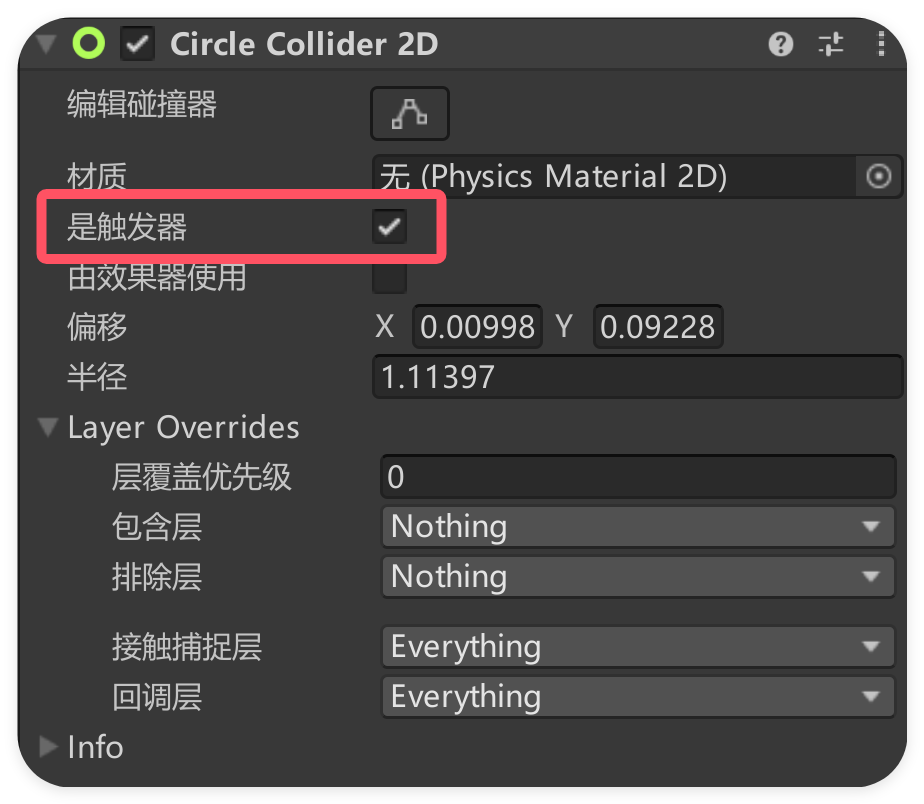 Circle Collider 2D
编辑碰撞器
材质 无 (Physics Material 2D)
是触发器
由效果器使用
偏移 X 0.00998 Y 0.09228
半径 1.11397
Layer Overrides
层覆盖优先级 0
包含层 Nothing
排除层 Nothing
接触捕捉层 Everything
回调层 Everything
Info